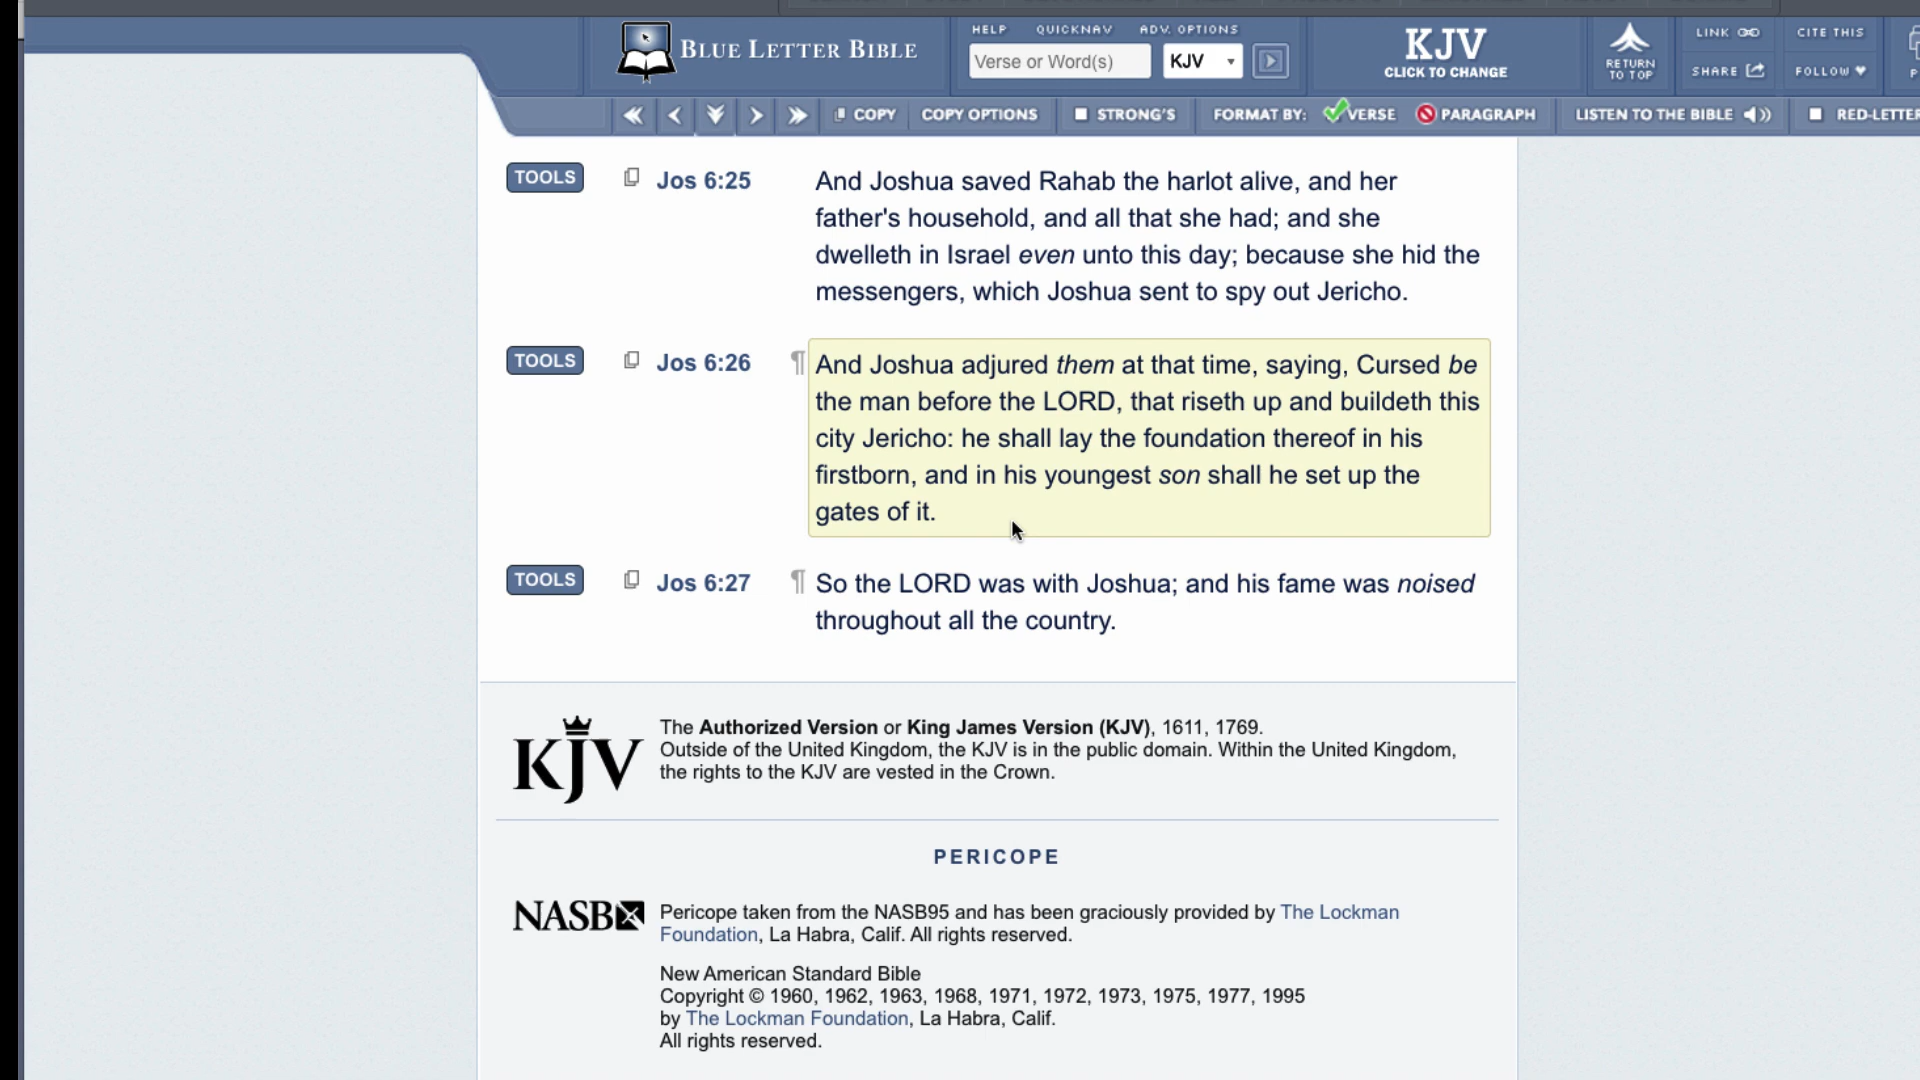 BLUE LETTER BIBLE
HELP QUICKNAV ADV. OPTIONS
Verse or Word(s) KJV
KJV
CLICK TO CHANGE
RETURN
TO TOP
LINK
SHARE
CITE THIS
FOLLOW
COPY COPY OPTIONS STRONG'S FORMAT BY: VERSE PARAGRAPH LISTEN TO THE BIBLE RED-LETTER
TOOLS Jos 6:25 And Joshua saved Rahab the harlot alive, and her
father's household, and all that she had; and she
dwelleth in Israel even unto this day; because she hid the
messengers, which Joshua sent to spy out Jericho.
TOOLS Jos 6:26 ¶ And Joshua adjured them at that time, saying, Cursed be
the man before the LORD, that riseth up and buildeth this
city Jericho: he shall lay the foundation thereof in his
firstborn, and in his youngest son shall he set up the
gates of it.
TOOLS Jos 6:27 ¶ So the LORD was with Joshua; and his fame was noised
throughout all the country.
KJV
The Authorized Version or King James Version (KJV), 1611, 1769.
Outside of the United Kingdom, the KJV is in the public domain. Within the United Kingdom,
the rights to the KJV are vested in the Crown.
PERICOPE
NASB
Pericope taken from the NASB95 and has been graciously provided by The Lockman
Foundation, La Habra, Calif. All rights reserved.
New American Standard Bible
Copyright © 1960, 1962, 1963, 1968, 1971, 1972, 1973, 1975, 1977, 1995
by The Lockman Foundation, La Habra, Calif.
All rights reserved.